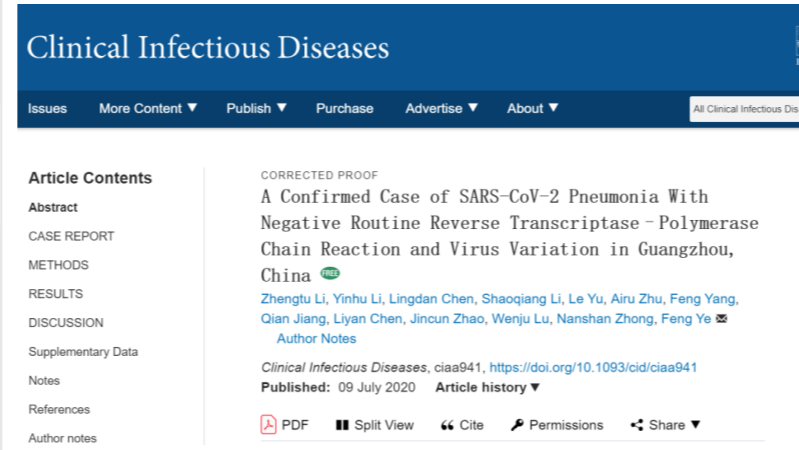 Clinical Infectious Diseases
Issues More Content ▼ Publish ▼ Purchase Advertise ▼ About ▼ All Clinical Infectious Dis
Article Contents
Abstract
CASE REPORT
METHODS
RESULTS
DISCUSSION
Supplementary Data
Notes
References
Author notes
CORRECTED PROOF
A Confirmed Case of SARS-CoV-2 Pneumonia With
Negative Routine Reverse Transcriptase–Polymerase
Chain Reaction and Virus Variation in Guangzhou,
China FREE
Zhengtu Li, Yinhu Li, Lingdan Chen, Shaoqiang Li, Le Yu, Airu Zhu, Feng Yang,
Qian Jiang, Liyan Chen, Jincun Zhao, Wenju Lu, Nanshan Zhong, Feng Ye
Author Notes
Clinical Infectious Diseases, ciaa941, https://doi.org/10.1093/cid/ciaa941
Published: 09 July 2020 Article history ▼
PDF Split View Cite Permissions Share ▼